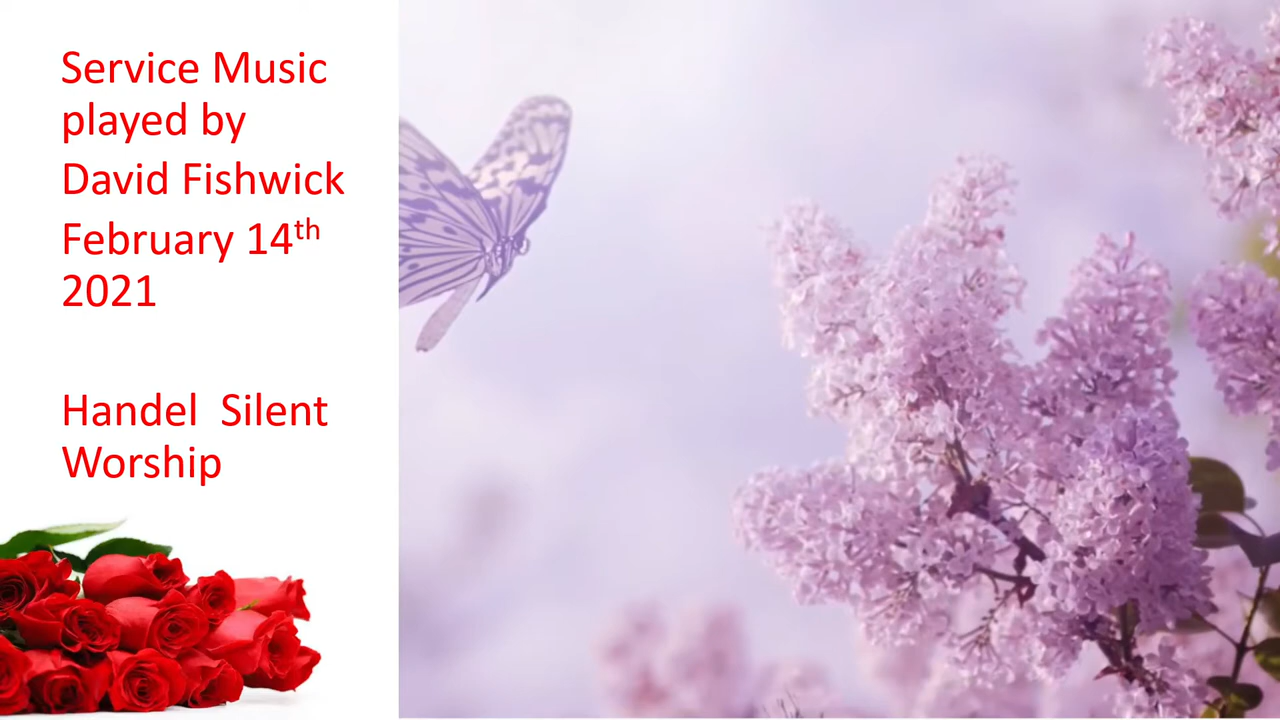 Service Music
played by
David Fishwick
February 14th
2021
Handel  Silent
Worship